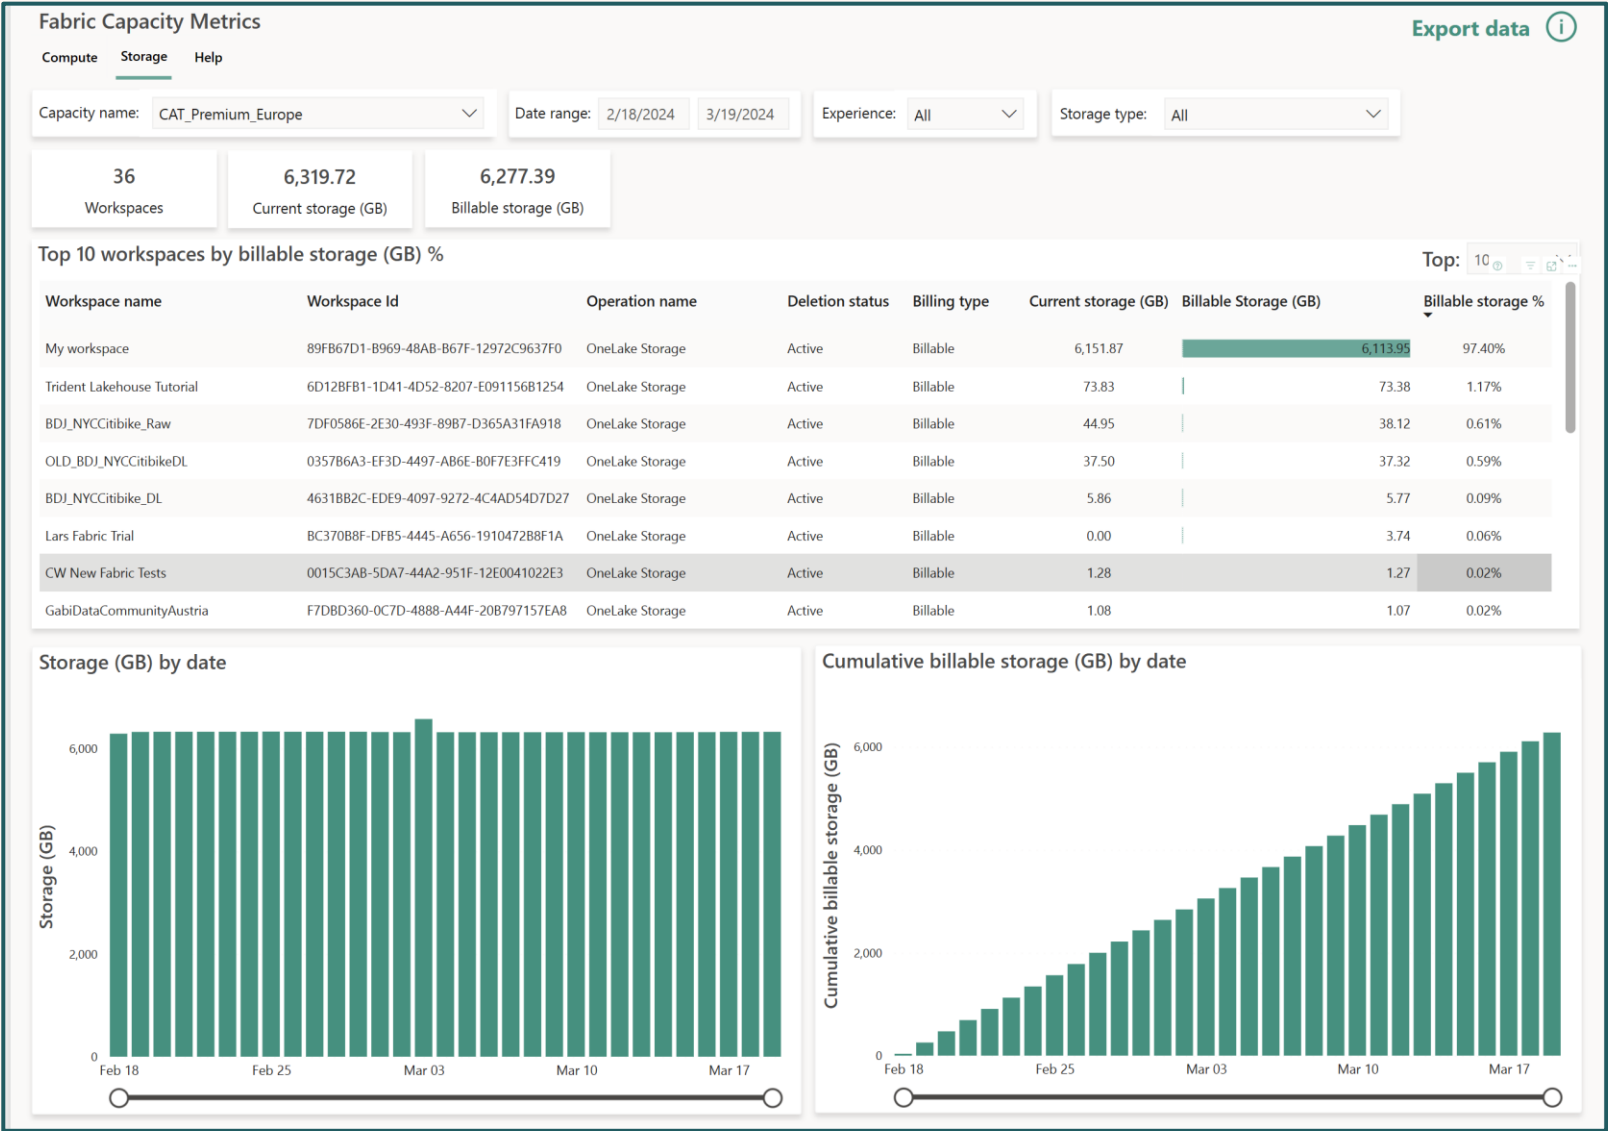 Fabric Capacity Metrics
Export data
Compute Storage Help
Capacity name: CAT_Premium_Europe Date range: 2/18/2024 3/19/2024 Experience: All Storage type: All
36 6,319.72 6,277.39
Workspaces Current storage (GB) Billable storage (GB)
Top 10 workspaces by billable storage (GB) %
Top: 10
Workspace name Workspace Id Operation name Deletion status Billing type Current storage (GB) Billable Storage (GB) Billable storage %
My workspace 89FB67D1-B969-48AB-B67F-12972C9637F0 OneLake Storage Active Billable 6,151.87 6,113.95 97.40%
Trident Lakehouse Tutorial 6D12BFB1-1D41-4D52-8207-E091156B1254 OneLake Storage Active Billable 73.83 73.38 1.17%
BDJ_NYCCitibike_Raw 7DF0586E-2E30-493F-89B7-D365A31FA918 OneLake Storage Active Billable 44.95 38.12 0.61%
OLD_BDJ_NYCCitibikeDL 0357B6A3-EF3D-4497-AB6E-B0F7E3FFC419 OneLake Storage Active Billable 37.50 37.32 0.59%
BDJ_NYCCitibike_DL 4631BB2C-EDE9-4097-9272-4C4AD54D7D27 OneLake Storage Active Billable 5.86 5.77 0.09%
Lars Fabric Trial BC370B8F-DFB5-4445-A656-1910472B8F1A OneLake Storage Active Billable 0.00 3.74 0.06%
CW New Fabric Tests 0015C3AB-5DA7-44A2-951F-12E0041022E3 OneLake Storage Active Billable 1.28 1.27 0.02%
GabiDataCommunityAustria F7DBD360-0C7D-4888-A44F-20B797157EA8 OneLake Storage Active Billable 1.08 1.07 0.02%
Storage (GB) by date
Storage (GB)
6,000
4,000
2,000
0
Feb 18 Feb 25 Mar 03 Mar 10 Mar 17
Cumulative billable storage (GB) by date
Cumulative billable storage (GB)
6,000
4,000
2,000
0
Feb 18 Feb 25 Mar 03 Mar 10 Mar 17